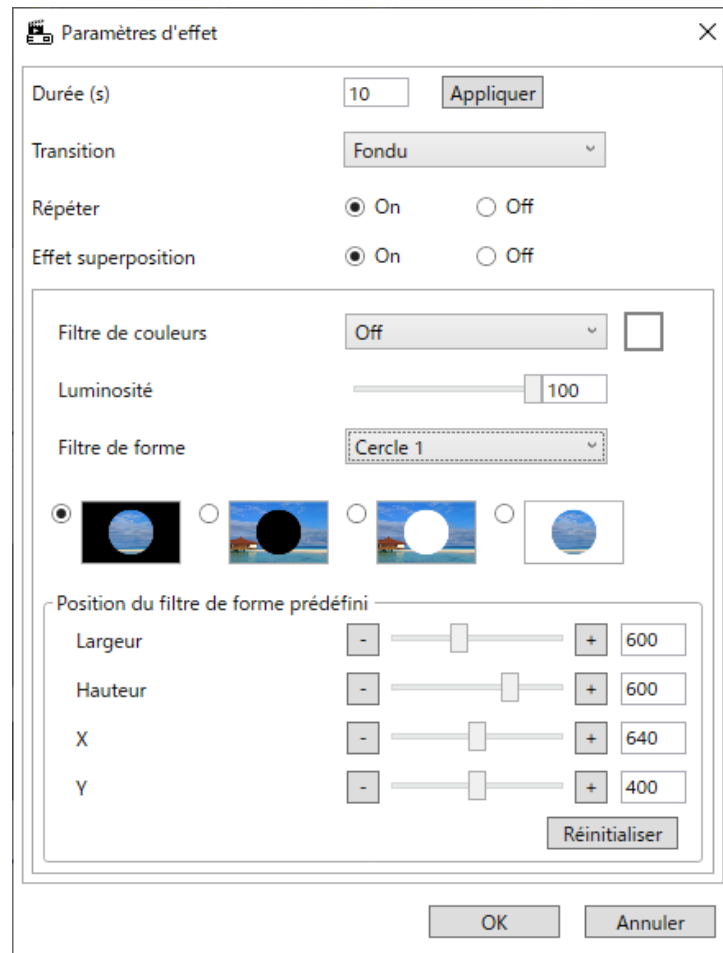 Paramètres d'effet
Durée (s) 10 Appliquer
Transition Fondu
Répéter On Off
Effet superposition On Off
Filtre de couleurs Off
Luminosité 100
Filtre de forme Cercle 1
Position du filtre de forme prédéfini
Largeur - + 600
Hauteur - + 600
X - + 640
Y - + 400
Réinitialiser
OK Annuler